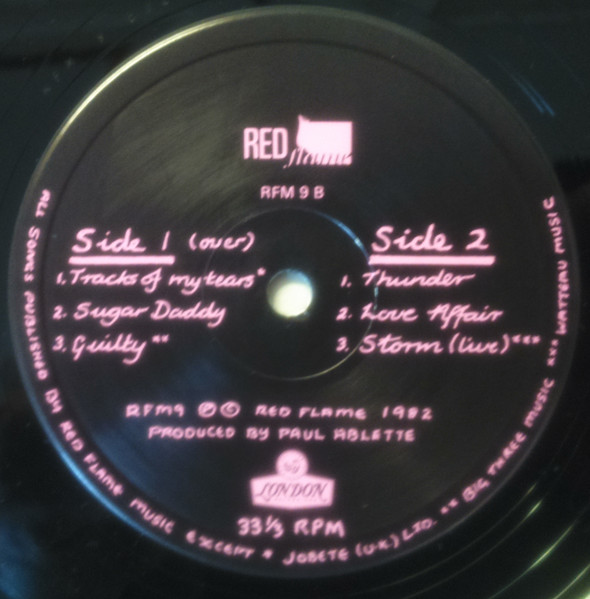 RED flame
RFM 9 B
Side 1 (over)
1. Tracks of my tears*
2. Sugar Daddy
3. Guilty**
Side 2
1. Thunder
2. Love Affair
3. Storm (live)***
RFM9 Ⓟ © RED FLAME 1982
PRODUCED BY PAUL ABLETTE
LONDON
33⅓ RPM
ALL SONGS PUBLISHED BY RED FLAME MUSIC EXCEPT * JOBETE (U.K) LTD. ** BIG THREE MUSIC *** WATTEAU MUSIC